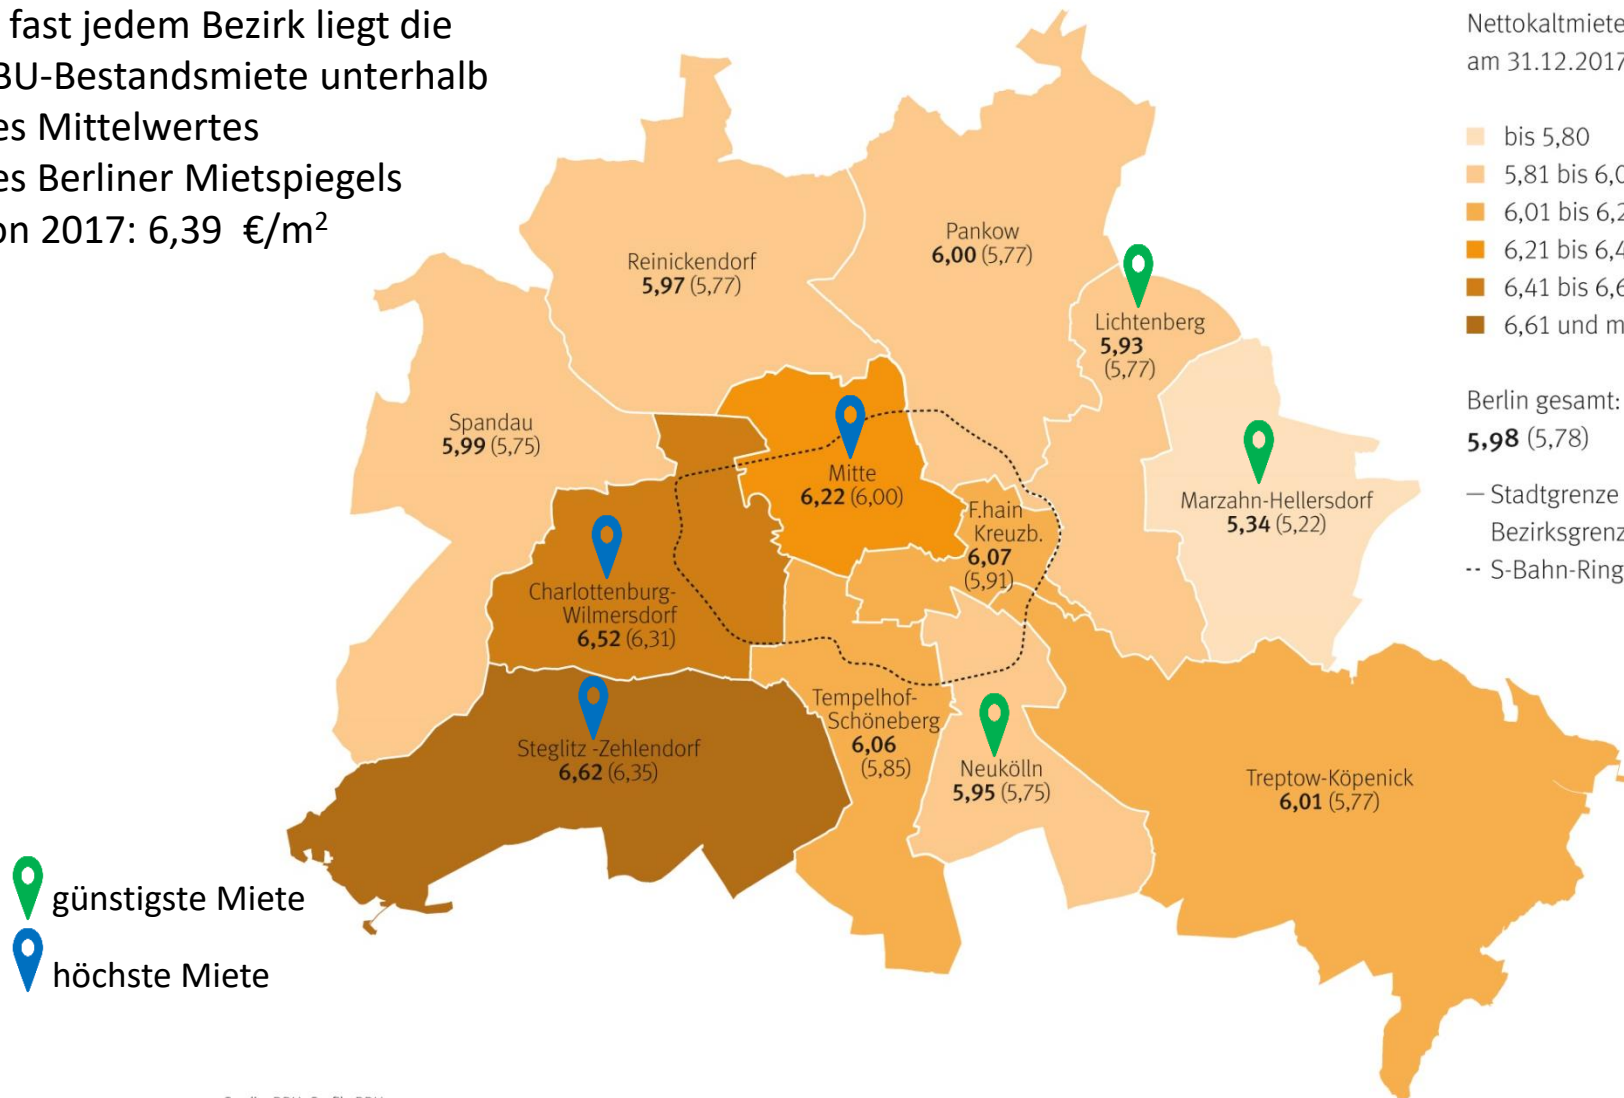 fast jedem Bezirk liegt die
BU-Bestandsmiete unterhalb
es Mittelwertes
es Berliner Mietspiegels
on 2017: 6,39 €/m²
Nettokaltmiete
am 31.12.2017
bis 5,80
5,81 bis 6,0
6,01 bis 6,2
6,21 bis 6,4
6,41 bis 6,6
6,61 und m
Berlin gesamt:
5,98 (5,78)
Stadtgrenze
Bezirksgrenz
S-Bahn-Ring
Pankow
6,00 (5,77)
Reinickendorf
5,97 (5,77)
Lichtenberg
5,93
(5,77)
Spandau
5,99 (5,75)
Mitte
6,22 (6,00)
Marzahn-Hellersdorf
5,34 (5,22)
F.hain
Kreuzb.
6,07
(5,91)
Charlottenburg-
Wilmersdorf
6,52 (6,31)
Tempelhof-
Schöneberg
6,06
(5,85)
Steglitz -Zehlendorf
6,62 (6,35)
Neukölln
5,95 (5,75)
Treptow-Köpenick
6,01 (5,77)
günstigste Miete
höchste Miete